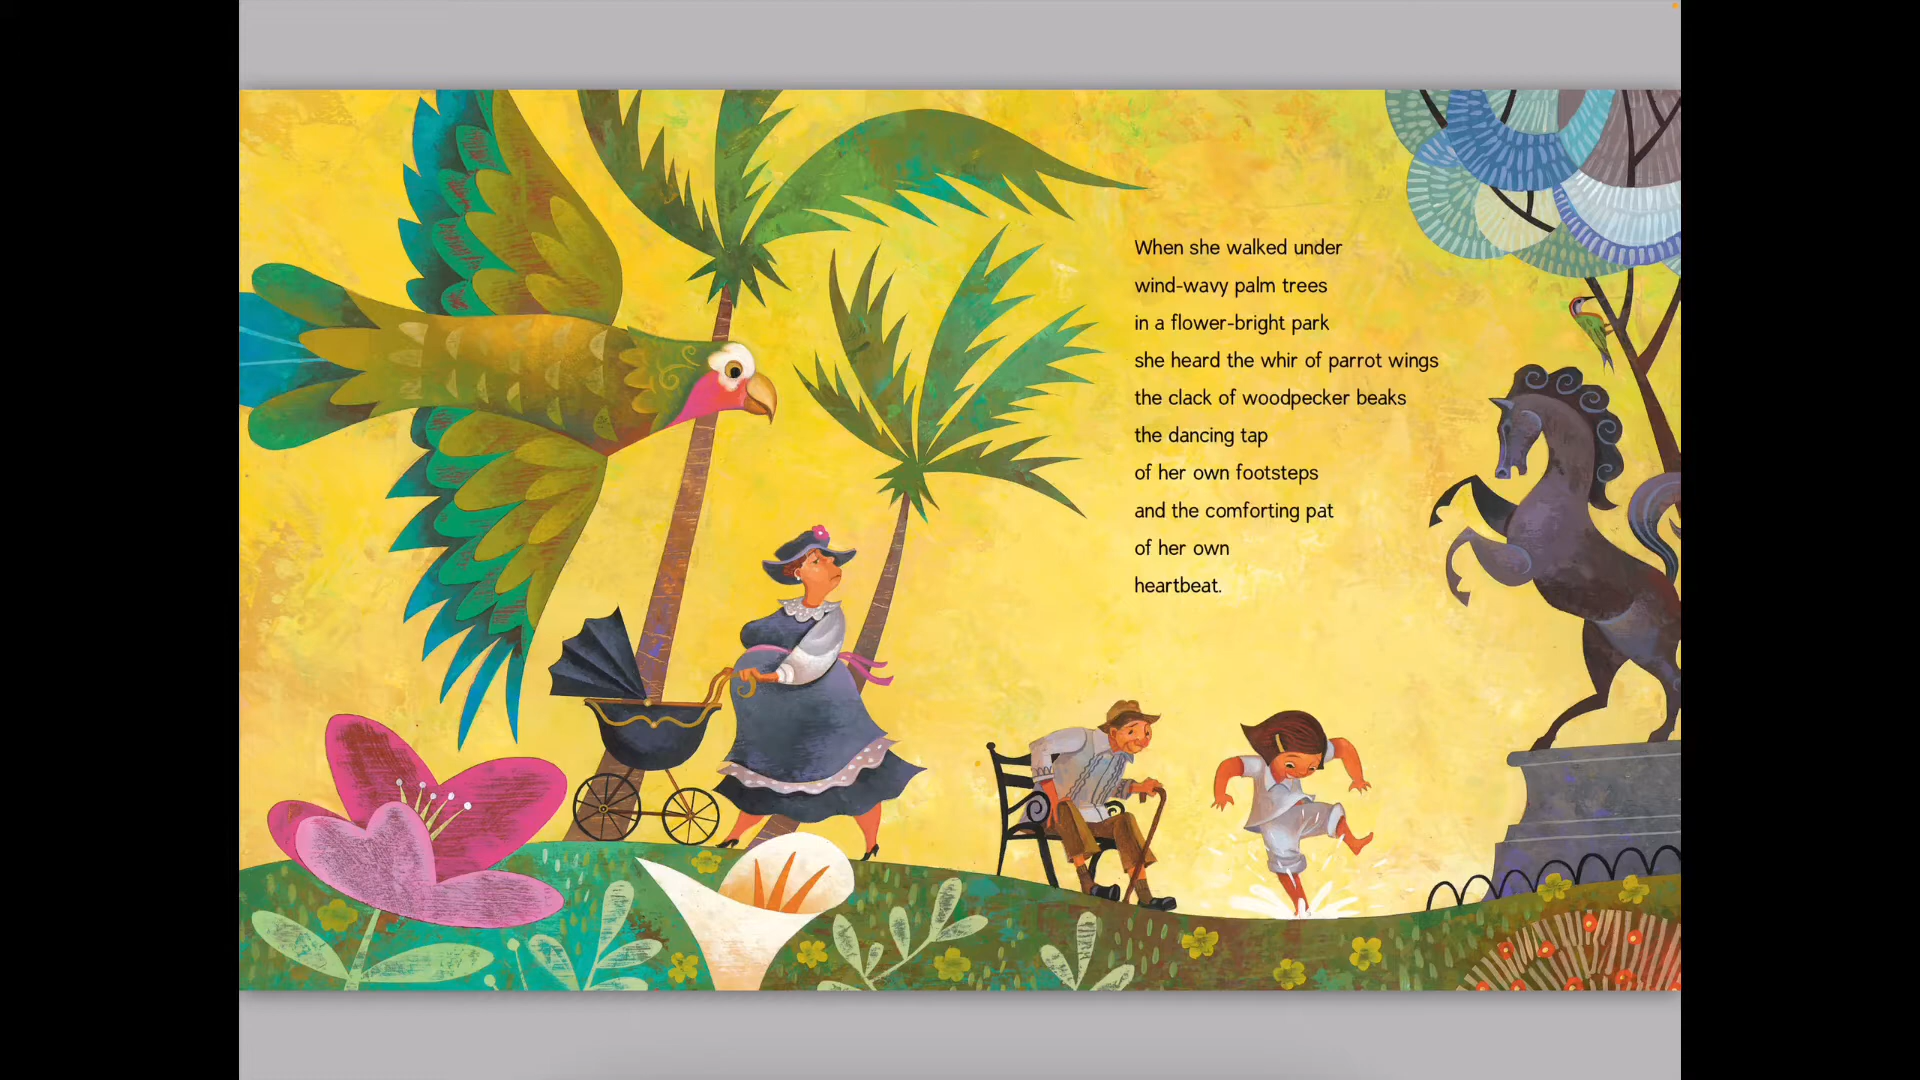 When she walked under
wind-wavy palm trees
in a flower-bright park
she heard the whir of parrot wings
the clack of woodpecker beaks
the dancing tap
of her own footsteps
and the comforting pat
of her own
heartbeat.